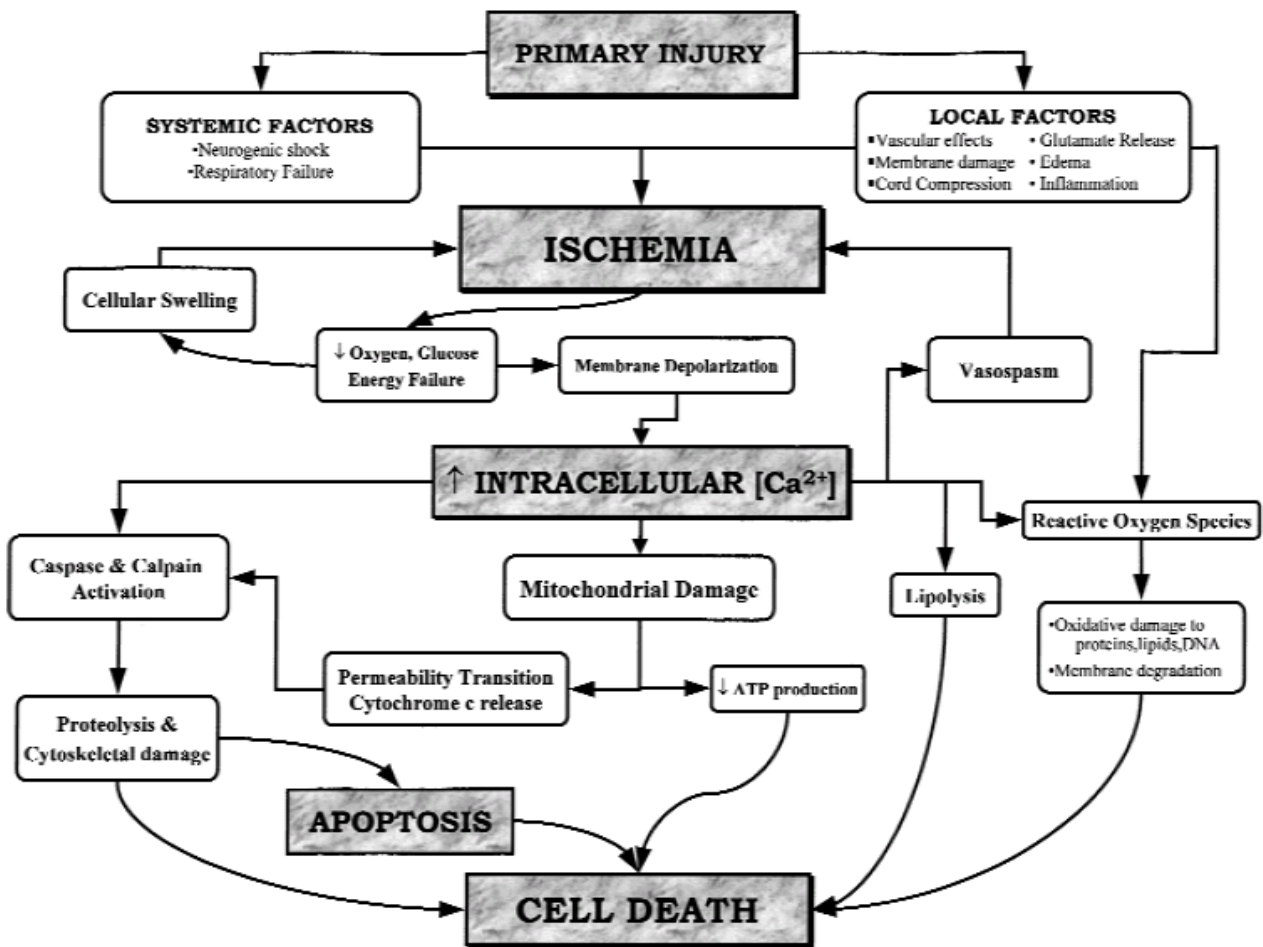 PRIMARY INJURY
SYSTEMIC FACTORS
•Neurogenic shock
•Respiratory Failure
LOCAL FACTORS
▪Vascular effects • Glutamate Release
▪Membrane damage • Edema
▪Cord Compression • Inflammation
ISCHEMIA
Cellular Swelling
↓ Oxygen, Glucose
Energy Failure
Membrane Depolarization
Vasospasm
↑ INTRACELLULAR [Ca²⁺]
Reactive Oxygen Species
Caspase & Calpain
Activation
Mitochondrial Damage
Lipolysis
•Oxidative damage to
proteins,lipids,DNA
•Membrane degradation
Permeability Transition
Cytochrome c release
↓ ATP production
Proteolysis &
Cytoskeletal damage
APOPTOSIS
CELL DEATH